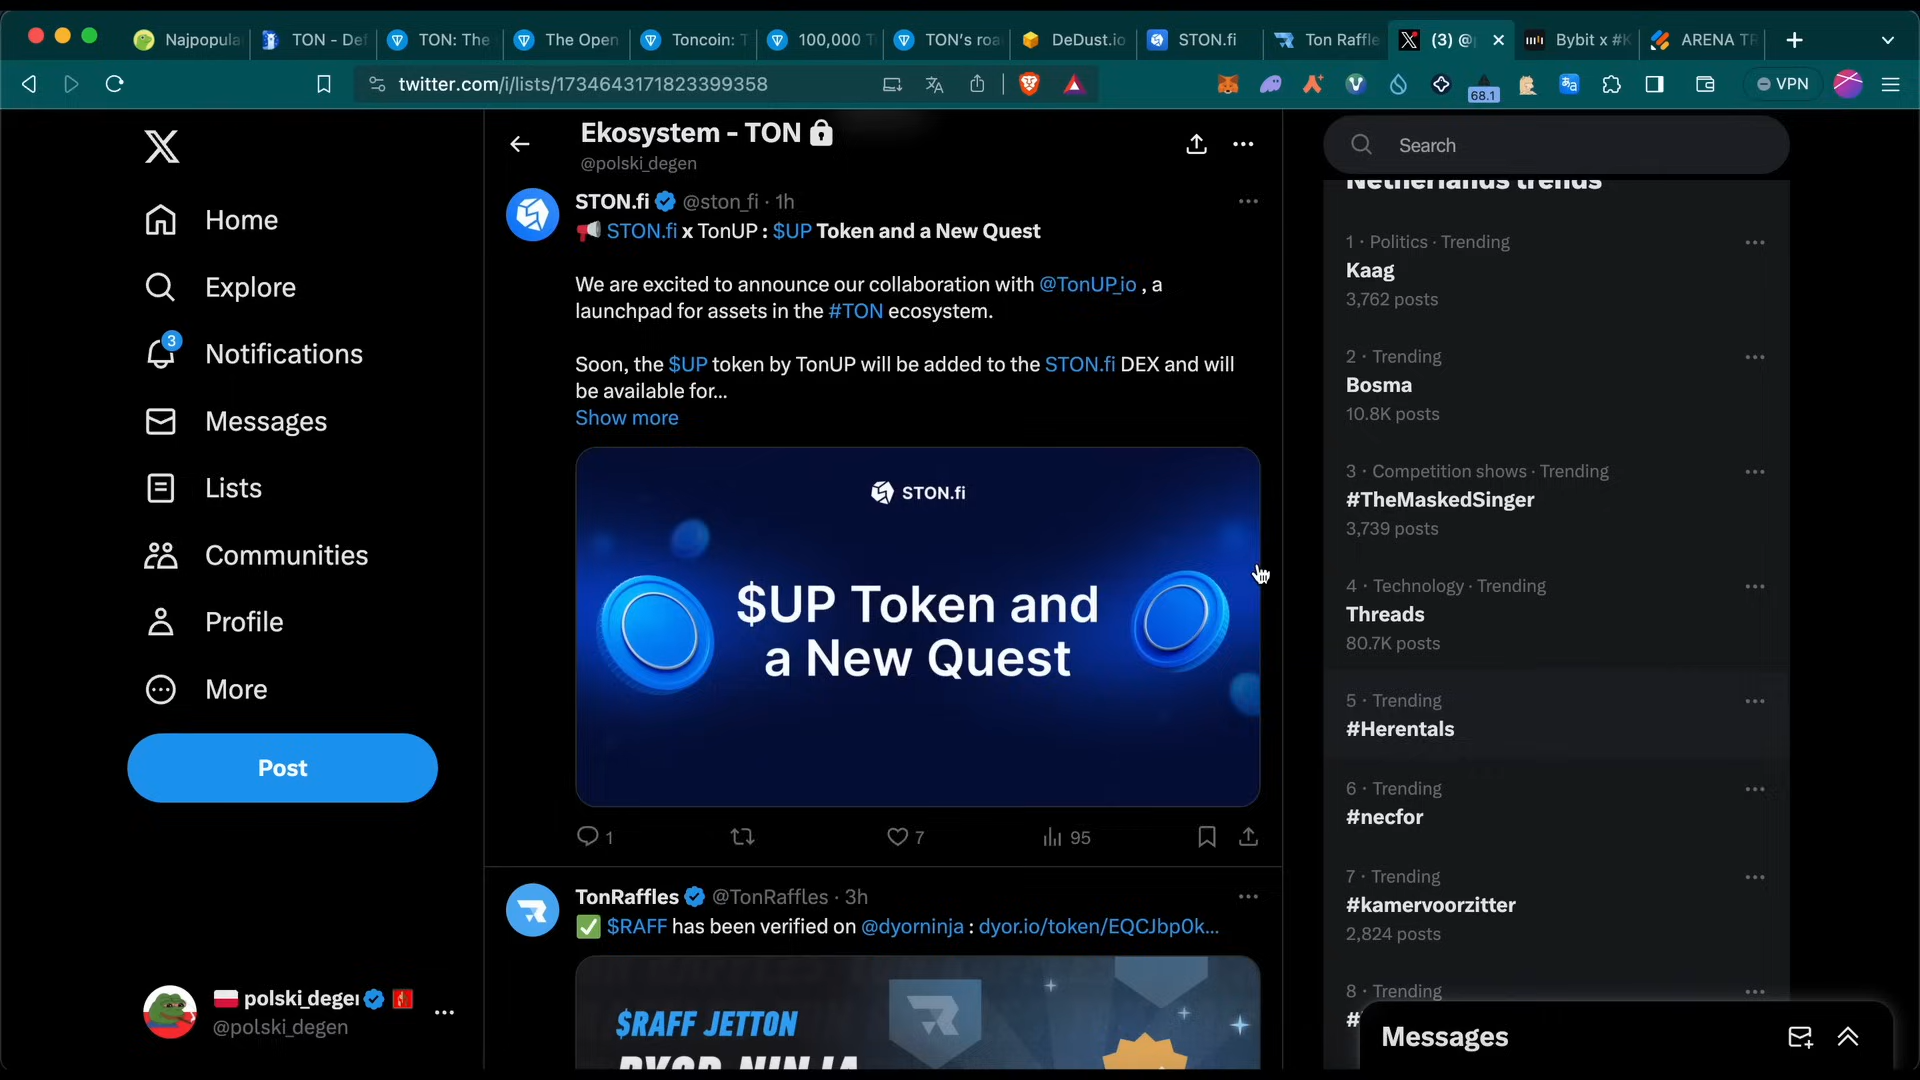 Najpopula
TON - Def
TON: The
The Open
Toncoin: T
100,000 T
TON's roa
DeDust.io
STON.fi
Ton Raffle
(3) @
Bybit x #K
ARENA TR
twitter.com/i/lists/1734643171823399358
68.1
VPN
Home
Explore
3
Notifications
Messages
Lists
Communities
Profile
More
Post
polski_degen
@polski_degen
Ekosystem - TON
@polski_degen
STON.fi @ston_fi · 1h
STON.fi x TonUP : $UP Token and a New Quest
We are excited to announce our collaboration with @TonUP_io , a
launchpad for assets in the #TON ecosystem.
Soon, the $UP token by TonUP will be added to the STON.fi DEX and will
be available for...
Show more
STON.fi
$UP Token and
a New Quest
1
7
95
TonRaffles @TonRaffles · 3h
$RAFF has been verified on @dyorninja : dyor.io/token/EQCJbp0k...
$RAFF JETTON
DYOR NINJA
Search
Netherlands trends
1 · Politics · Trending
Kaag
3,762 posts
2 · Trending
Bosma
10.8K posts
3 · Competition shows · Trending
#TheMaskedSinger
3,739 posts
4 · Technology · Trending
Threads
80.7K posts
5 · Trending
#Herentals
6 · Trending
#necfor
7 · Trending
#kamervoorzitter
2,824 posts
8 · Trending
Messages